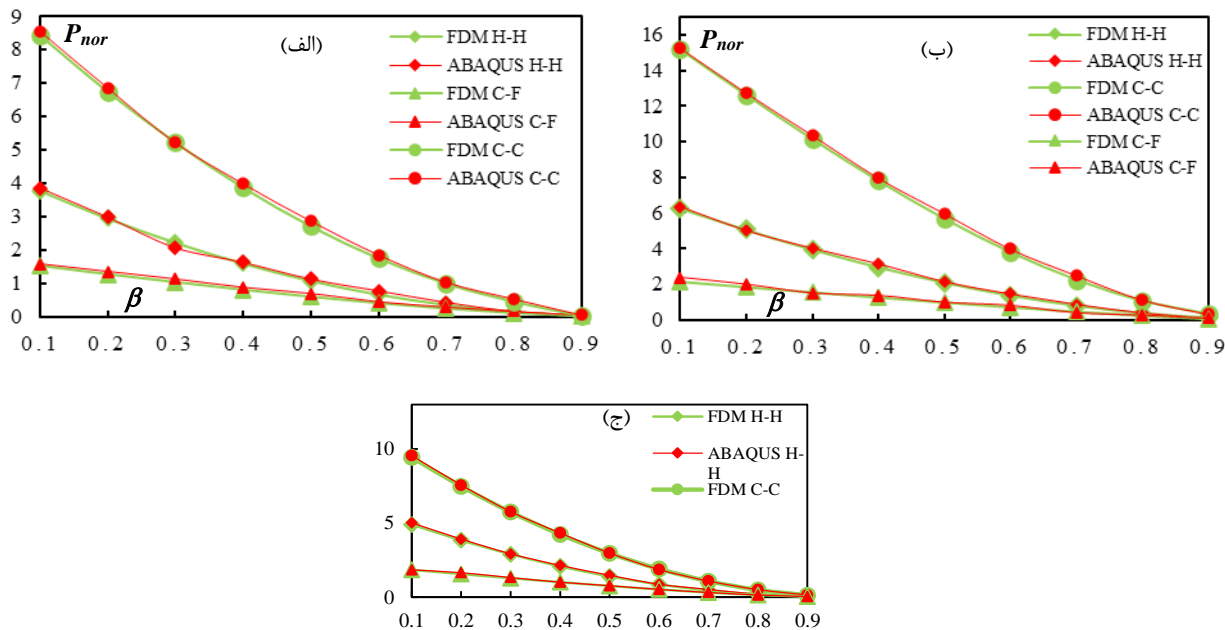 9
8
7
6
5
4
3
2
1
0
P_nor
(الف)
FDM H-H
ABAQUS H-H
FDM C-F
ABAQUS C-F
FDM C-C
ABAQUS C-C
β
0.1 0.2 0.3 0.4 0.5 0.6 0.7 0.8 0.9
16
14
12
10
8
6
4
2
0
P_nor
(ب)
FDM H-H
ABAQUS H-H
FDM C-C
ABAQUS C-C
FDM C-F
ABAQUS C-F
β
0.1 0.2 0.3 0.4 0.5 0.6 0.7 0.8 0.9
10
5
0
(ج)
FDM H-H
ABAQUS H-
H
FDM C-C
0.1 0.2 0.3 0.4 0.5 0.6 0.7 0.8 0.9